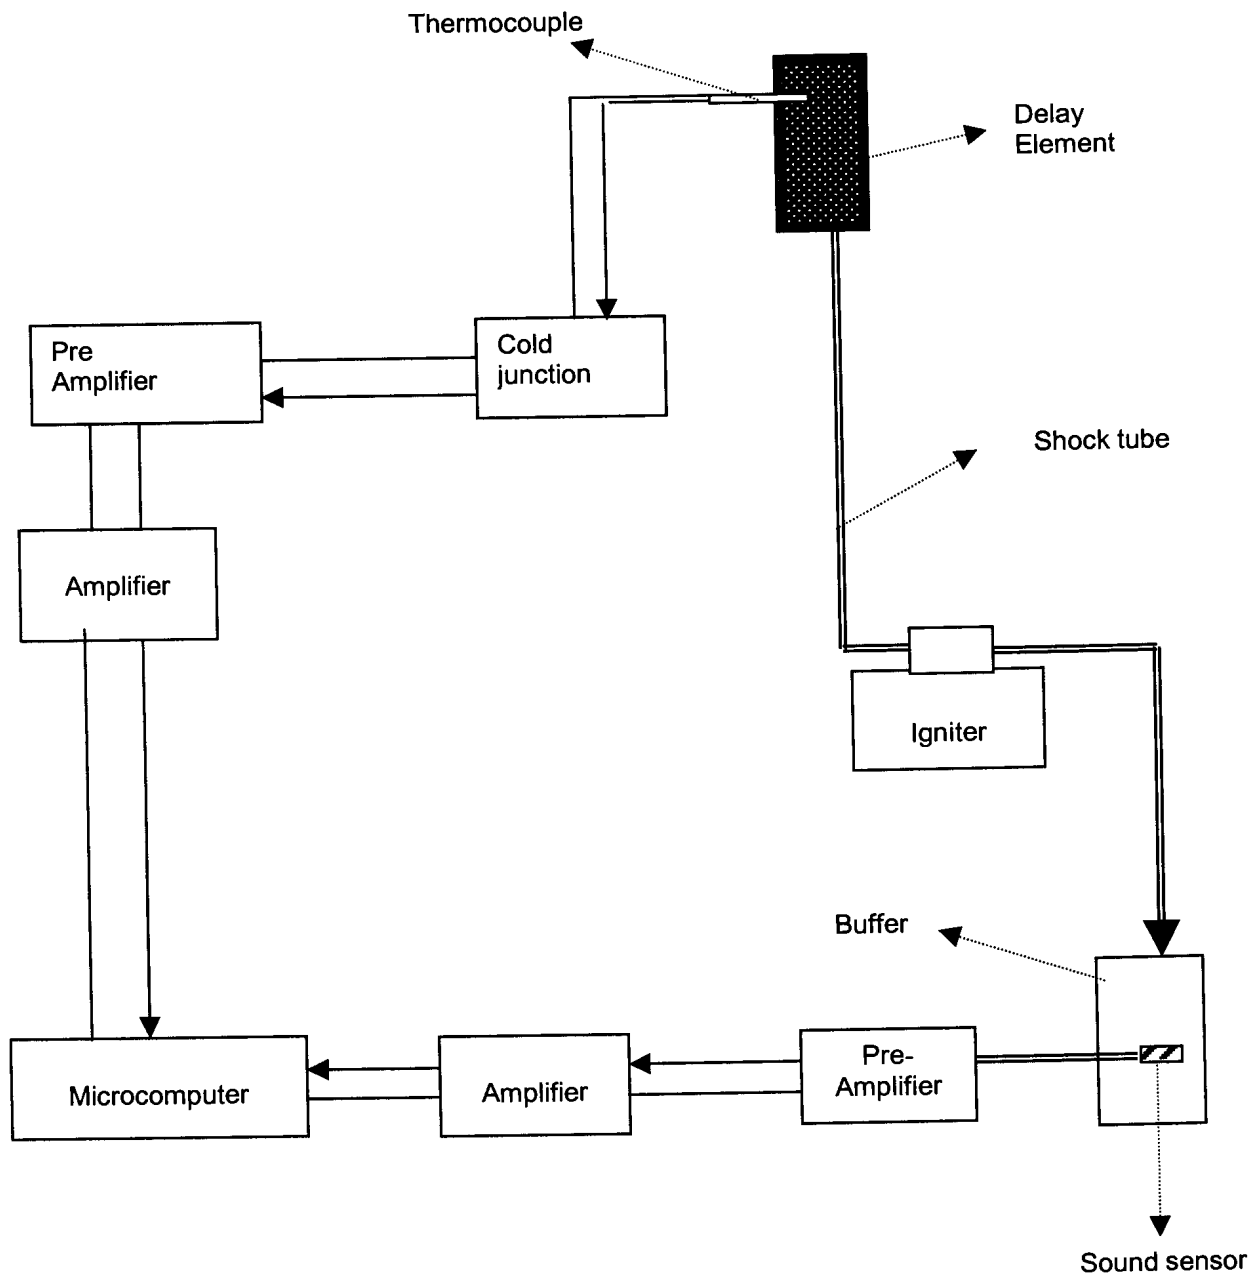 Thermocouple
Delay
Element
Pre
Amplifier
Cold
junction
Shock tube
Amplifier
Igniter
Buffer
Microcomputer
Amplifier
Pre-
Amplifier
Sound sensor